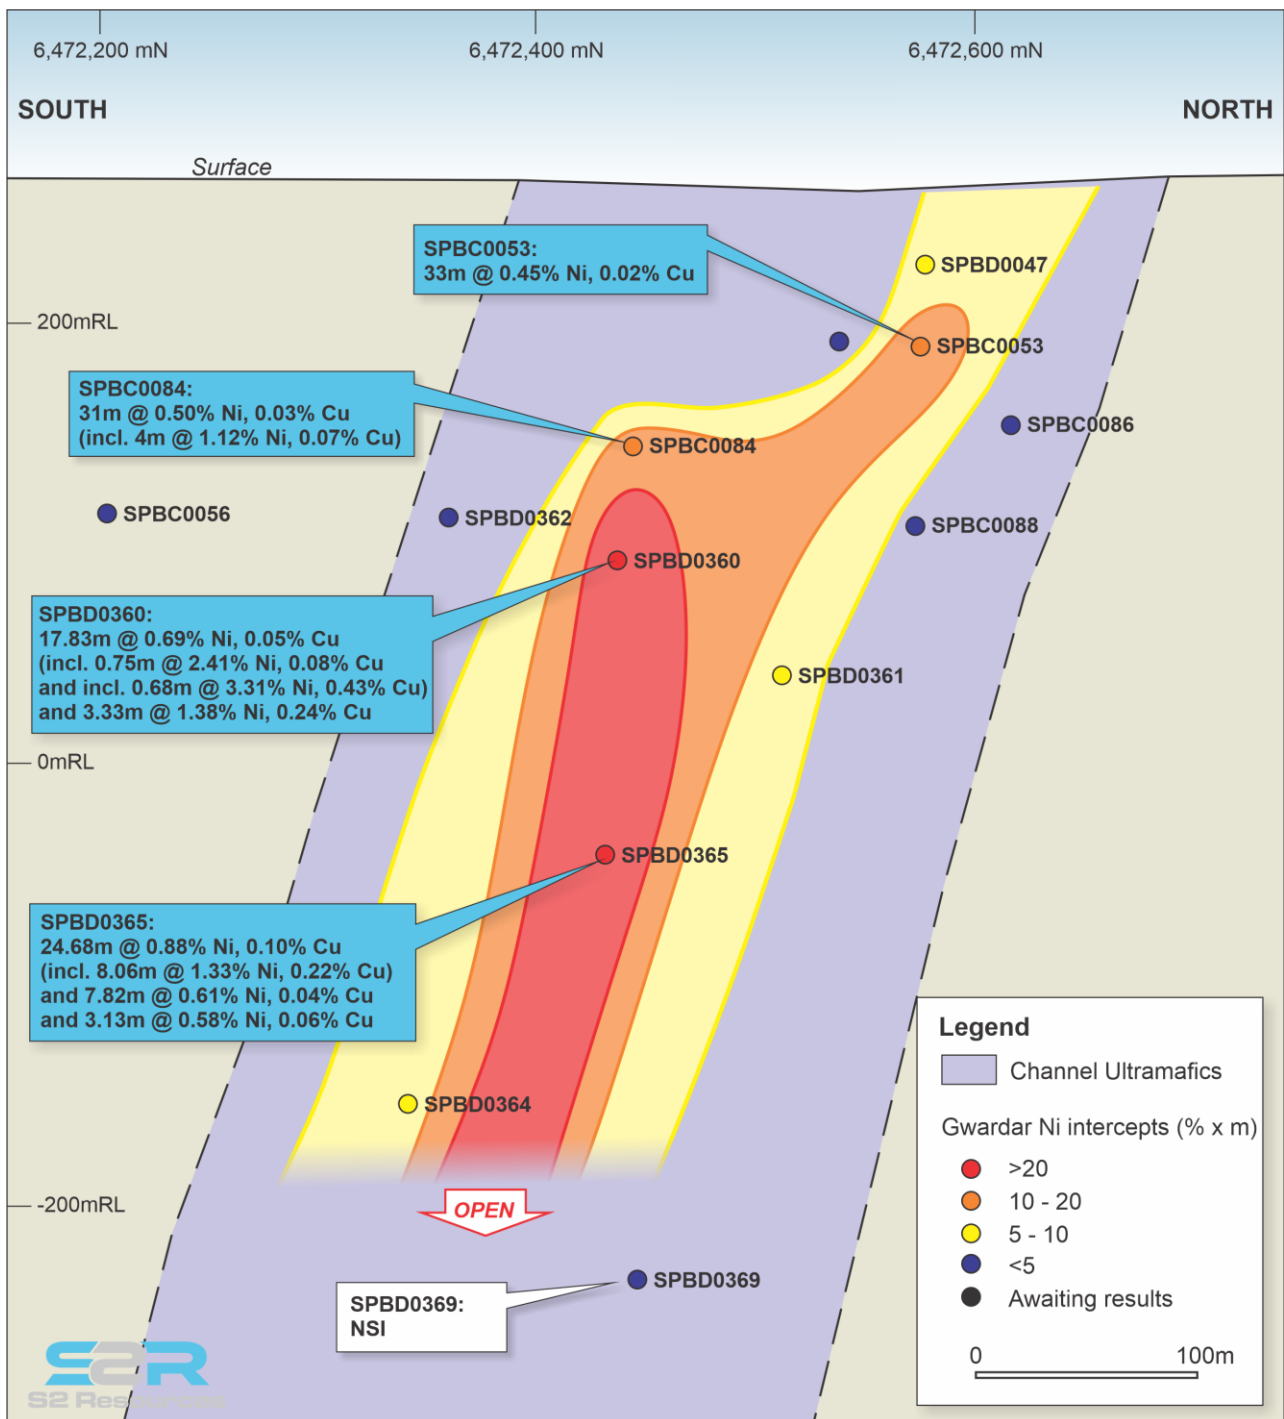 6,472,200 mN
6,472,400 mN
6,472,600 mN
SOUTH
NORTH
Surface
SPBC0053:
33m @ 0.45% Ni, 0.02% Cu
SPBD0047
200mRL
SPBC0053
SPBC0084:
31m @ 0.50% Ni, 0.03% Cu
(incl. 4m @ 1.12% Ni, 0.07% Cu)
SPBC0086
SPBC0084
SPBC0056
SPBD0362
SPBC0088
SPBD0360
SPBD0360:
17.83m @ 0.69% Ni, 0.05% Cu
(incl. 0.75m @ 2.41% Ni, 0.08% Cu
and incl. 0.68m @ 3.31% Ni, 0.43% Cu)
and 3.33m @ 1.38% Ni, 0.24% Cu
SPBD0361
0mRL
SPBD0365
SPBD0365:
24.68m @ 0.88% Ni, 0.10% Cu
(incl. 8.06m @ 1.33% Ni, 0.22% Cu)
and 7.82m @ 0.61% Ni, 0.04% Cu
and 3.13m @ 0.58% Ni, 0.06% Cu
SPBD0364
-200mRL
OPEN
SPBD0369
SPBD0369:
NSI
Legend
Channel Ultramafics
Gwardar Ni intercepts (% x m)
>20
10 - 20
5 - 10
<5
Awaiting results
0 100m
S2R
S2 Resources